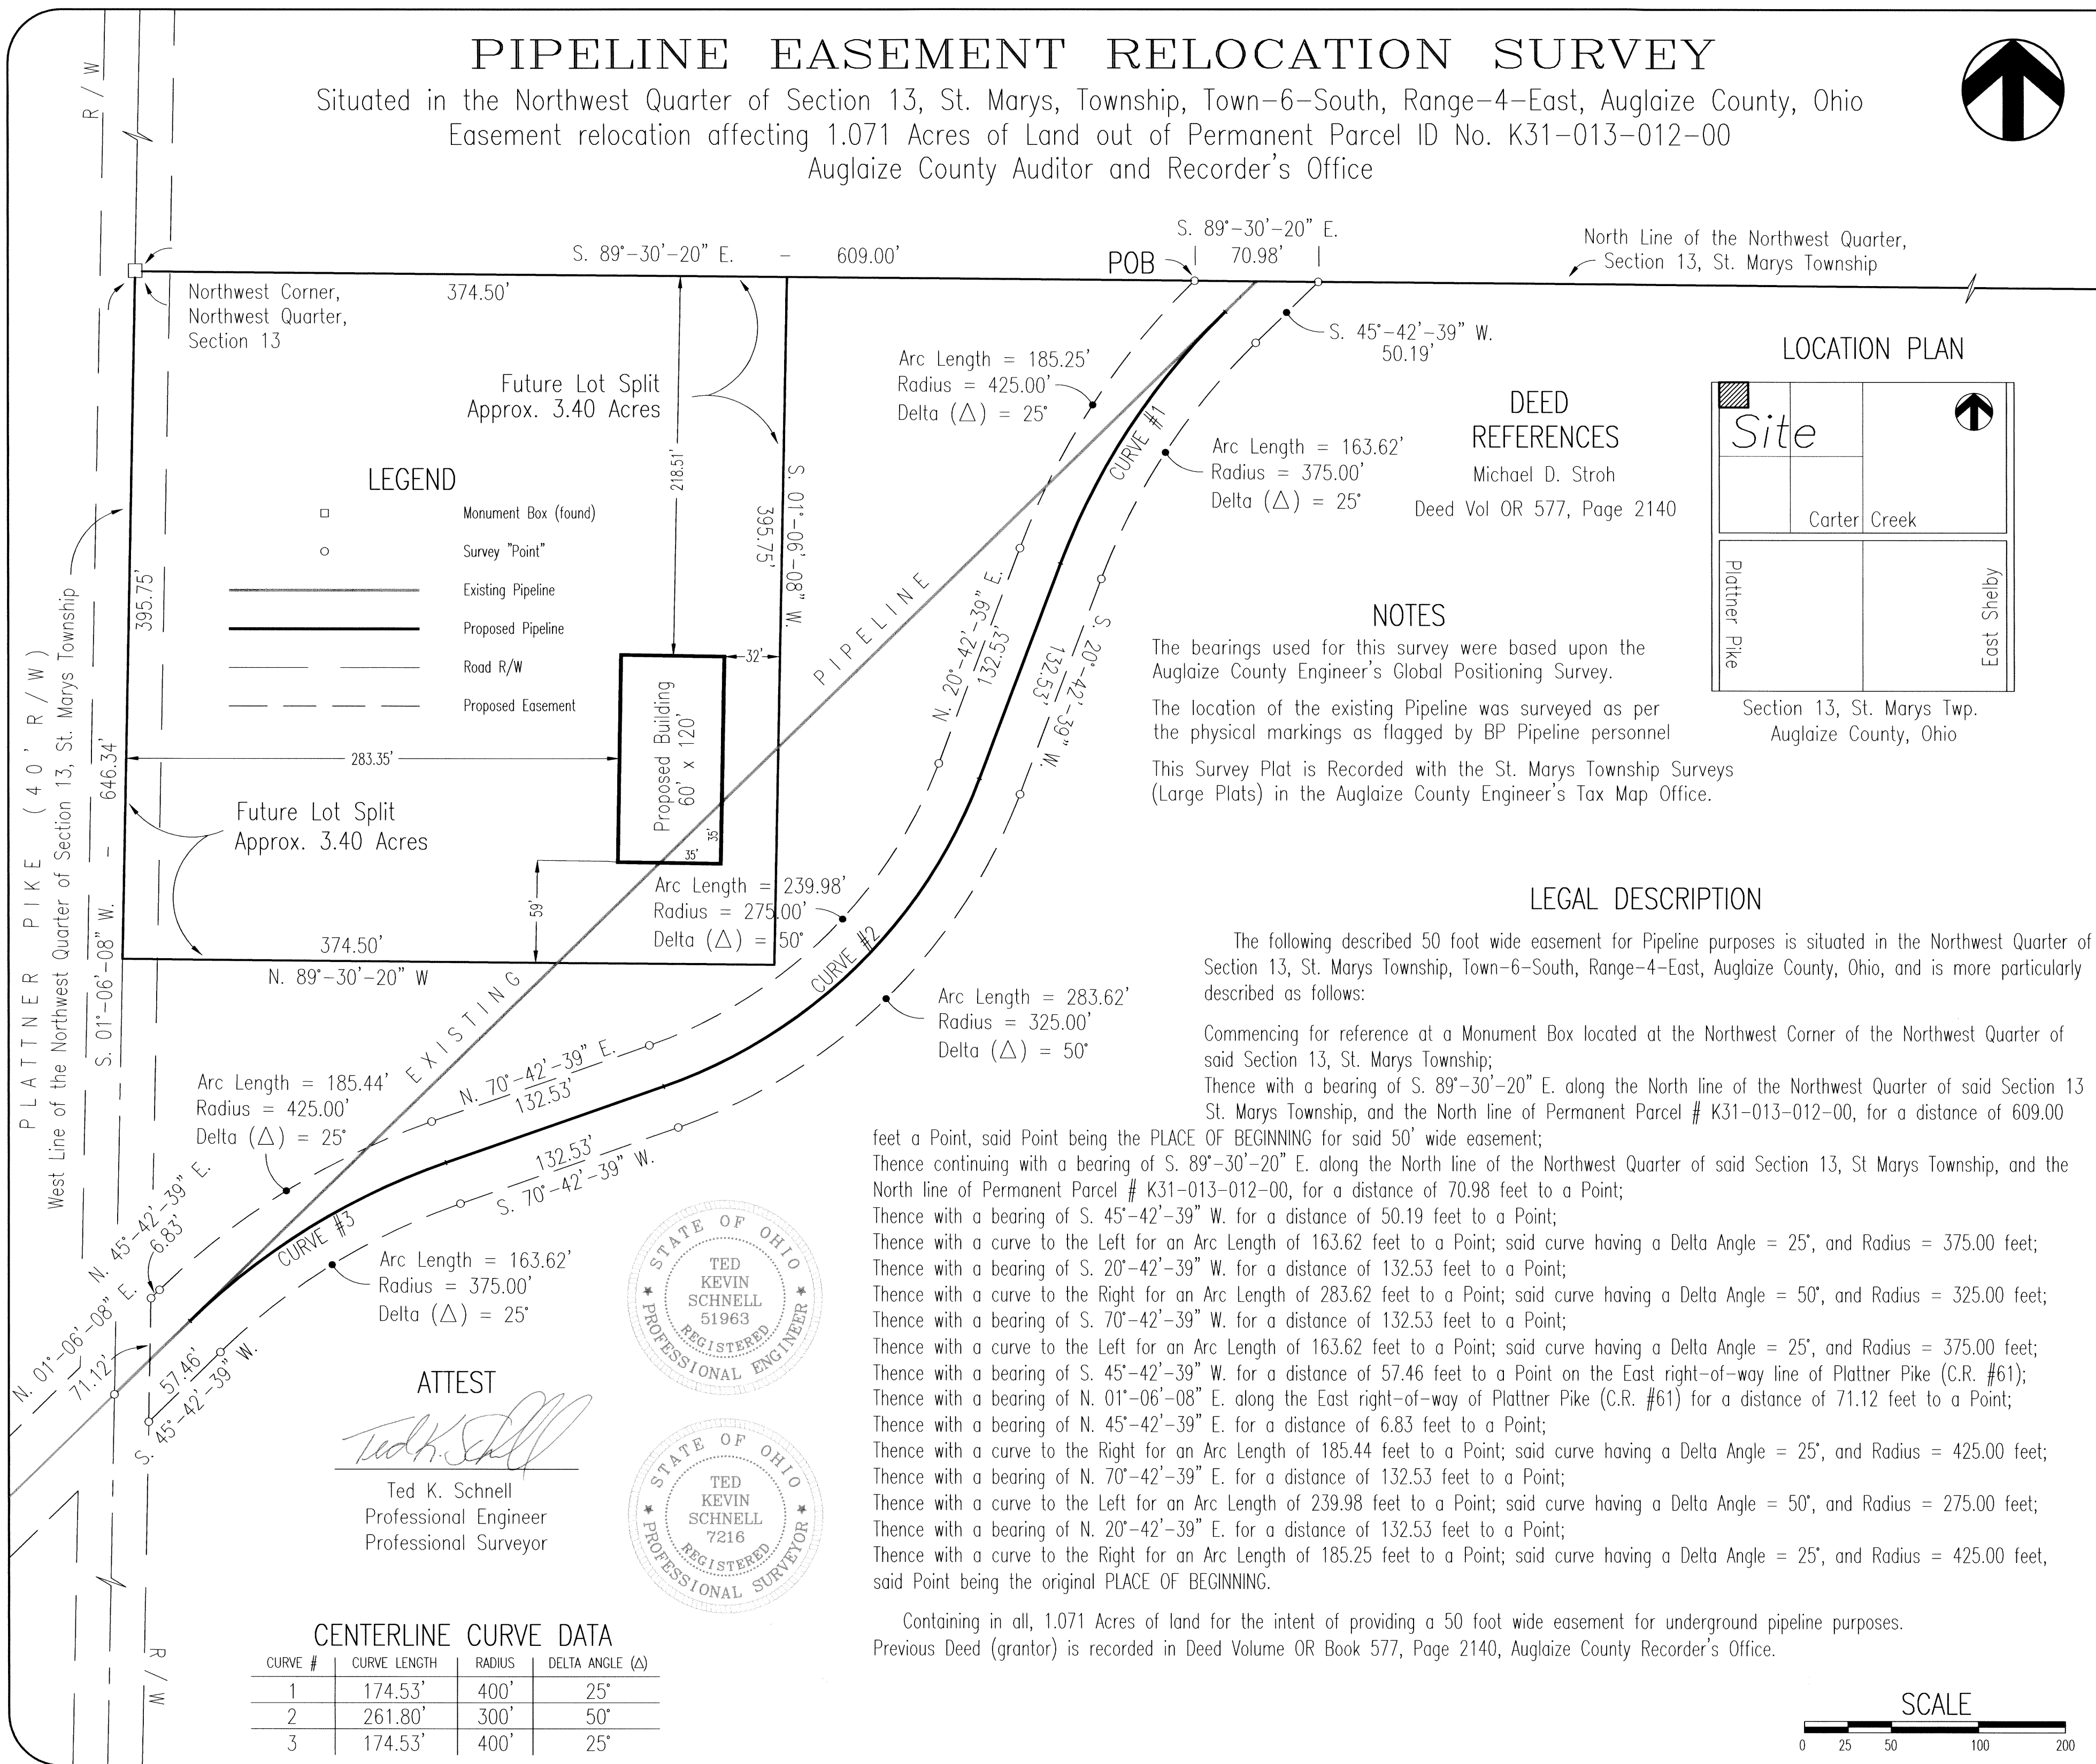 PIPELINE EASEMENT RELOCATION SURVEY
Situated in the Northwest Quarter of Section 13, St. Marys, Township, Town-6-South, Range-4-East, Auglaize County, Ohio
Easement relocation affecting 1.071 Acres of Land out of Permanent Parcel ID No. K31-013-012-00
Auglaize County Auditor and Recorder's Office
R/W
S. 89°-30'-20" E. - 609.00'
POB
S. 89°-30'-20" E.
70.98'
North Line of the Northwest Quarter,
Section 13, St. Marys Township
Northwest Corner,
Northwest Quarter,
Section 13
374.50'
Future Lot Split
Approx. 3.40 Acres
218.51'
S. 01°-06'-08" W.
395.75'
Arc Length = 185.25'
Radius = 425.00'
Delta (△) = 25°
S. 45°-42'-39" W.
50.19'
CURVE #1
Arc Length = 163.62'
Radius = 375.00'
Delta (△) = 25°
DEED
REFERENCES
Michael D. Stroh
Deed Vol OR 577, Page 2140
LOCATION PLAN
Site
Carter Creek
Plattner Pike
East Shelby
Section 13, St. Marys Twp.
Auglaize County, Ohio
LEGEND
Monument Box (found)
Survey "Point"
Existing Pipeline
Proposed Pipeline
Road R/W
Proposed Easement
395.75'
PLATTNER PIKE (40' R/W)
West Line of the Northwest Quarter of Section 13, St. Marys Township
S. 01°-06'-08" W. - 646.34'
283.35'
Proposed Building
60' x 120'
32'
35'
35'
59'
Future Lot Split
Approx. 3.40 Acres
374.50'
N. 89°-30'-20" W
EXISTING PIPELINE
N. 20°-42'-39" E.
132.53'
S. 20°-42'-39" W.
132.53'
NOTES
The bearings used for this survey were based upon the
Auglaize County Engineer's Global Positioning Survey.
The location of the existing Pipeline was surveyed as per
the physical markings as flagged by BP Pipeline personnel
This Survey Plat is Recorded with the St. Marys Township Surveys
(Large Plats) in the Auglaize County Engineer's Tax Map Office.
Arc Length = 239.98'
Radius = 275.00'
Delta (△) = 50°
CURVE #2
Arc Length = 283.62'
Radius = 325.00'
Delta (△) = 50°
Arc Length = 185.44'
Radius = 425.00'
Delta (△) = 25°
N. 70°-42'-39" E.
132.53'
132.53'
S. 70°-42'-39" W.
N. 45°-42'-39" E.
6.83'
N. 01°-06'-08" E.
71.12'
CURVE #3
Arc Length = 163.62'
Radius = 375.00'
Delta (△) = 25°
57.46'
S. 45°-42'-39" W.
LEGAL DESCRIPTION
The following described 50 foot wide easement for Pipeline purposes is situated in the Northwest Quarter of
Section 13, St. Marys Township, Town-6-South, Range-4-East, Auglaize County, Ohio, and is more particularly
described as follows:
Commencing for reference at a Monument Box located at the Northwest Corner of the Northwest Quarter of
said Section 13, St. Marys Township;
Thence with a bearing of S. 89°-30'-20" E. along the North line of the Northwest Quarter of said Section 13
St. Marys Township, and the North line of Permanent Parcel # K31-013-012-00, for a distance of 609.00
feet a Point, said Point being the PLACE OF BEGINNING for said 50' wide easement;
Thence continuing with a bearing of S. 89°-30'-20" E. along the North line of the Northwest Quarter of said Section 13, St Marys Township, and the
North line of Permanent Parcel # K31-013-012-00, for a distance of 70.98 feet to a Point;
Thence with a bearing of S. 45°-42'-39" W. for a distance of 50.19 feet to a Point;
Thence with a curve to the Left for an Arc Length of 163.62 feet to a Point; said curve having a Delta Angle = 25°, and Radius = 375.00 feet;
Thence with a bearing of S. 20°-42'-39" W. for a distance of 132.53 feet to a Point;
Thence with a curve to the Right for an Arc Length of 283.62 feet to a Point; said curve having a Delta Angle = 50°, and Radius = 325.00 feet;
Thence with a bearing of S. 70°-42'-39" W. for a distance of 132.53 feet to a Point;
Thence with a curve to the Left for an Arc Length of 163.62 feet to a Point; said curve having a Delta Angle = 25°, and Radius = 375.00 feet;
Thence with a bearing of S. 45°-42'-39" W. for a distance of 57.46 feet to a Point on the East right-of-way line of Plattner Pike (C.R. #61);
Thence with a bearing of N. 01°-06'-08" E. along the East right-of-way of Plattner Pike (C.R. #61) for a distance of 71.12 feet to a Point;
Thence with a bearing of N. 45°-42'-39" E. for a distance of 6.83 feet to a Point;
Thence with a curve to the Right for an Arc Length of 185.44 feet to a Point; said curve having a Delta Angle = 25°, and Radius = 425.00 feet;
Thence with a bearing of N. 70°-42'-39" E. for a distance of 132.53 feet to a Point;
Thence with a curve to the Left for an Arc Length of 239.98 feet to a Point; said curve having a Delta Angle = 50°, and Radius = 275.00 feet;
Thence with a bearing of N. 20°-42'-39" E. for a distance of 132.53 feet to a Point;
Thence with a curve to the Right for an Arc Length of 185.25 feet to a Point; said curve having a Delta Angle = 25°, and Radius = 425.00 feet,
said Point being the original PLACE OF BEGINNING.
Containing in all, 1.071 Acres of land for the intent of providing a 50 foot wide easement for underground pipeline purposes.
Previous Deed (grantor) is recorded in Deed Volume OR Book 577, Page 2140, Auglaize County Recorder's Office.
STATE OF OHIO
TED
KEVIN
SCHNELL
51963
REGISTERED
PROFESSIONAL ENGINEER
STATE OF OHIO
TED
KEVIN
SCHNELL
7216
REGISTERED
PROFESSIONAL SURVEYOR
ATTEST
Ted K. Schnell
Ted K. Schnell
Professional Engineer
Professional Surveyor
R/W
CENTERLINE CURVE DATA
CURVE # CURVE LENGTH RADIUS DELTA ANGLE (△)
1 174.53' 400' 25°
2 261.80' 300' 50°
3 174.53' 400' 25°
SCALE
0 25 50 100 200